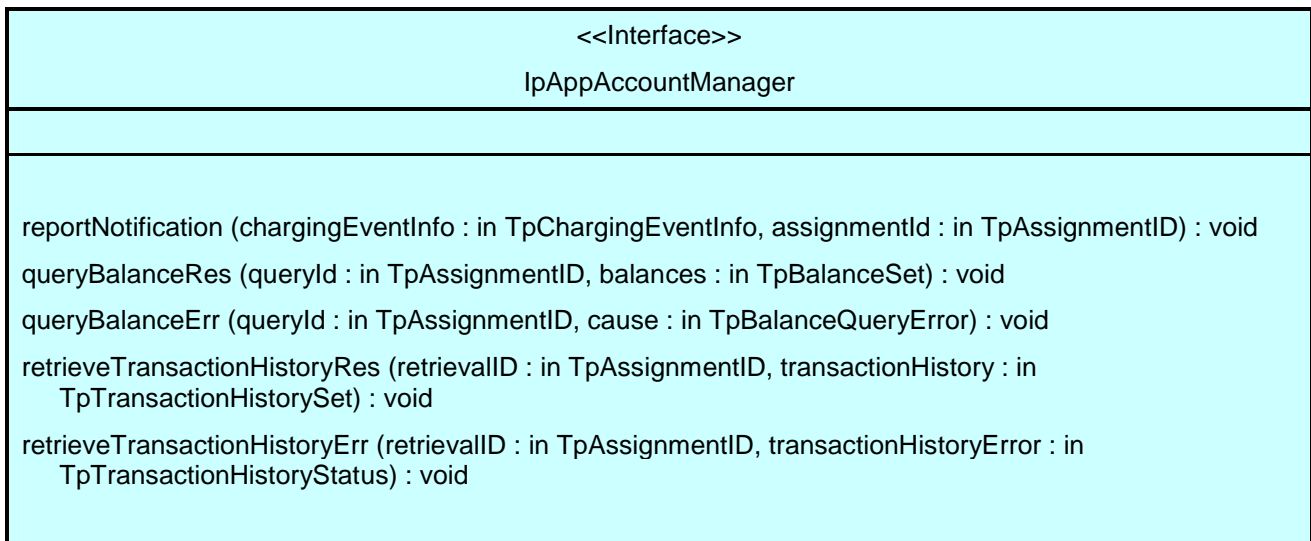 <<Interface>>
IpAppAccountManager
reportNotification (chargingEventInfo : in TpChargingEventInfo, assignmentId : in TpAssignmentID) : void
queryBalanceRes (queryId : in TpAssignmentID, balances : in TpBalanceSet) : void
queryBalanceErr (queryId : in TpAssignmentID, cause : in TpBalanceQueryError) : void
retrieveTransactionHistoryRes (retrievalID : in TpAssignmentID, transactionHistory : in
TpTransactionHistorySet) : void
retrieveTransactionHistoryErr (retrievalID : in TpAssignmentID, transactionHistoryError : in
TpTransactionHistoryStatus) : void